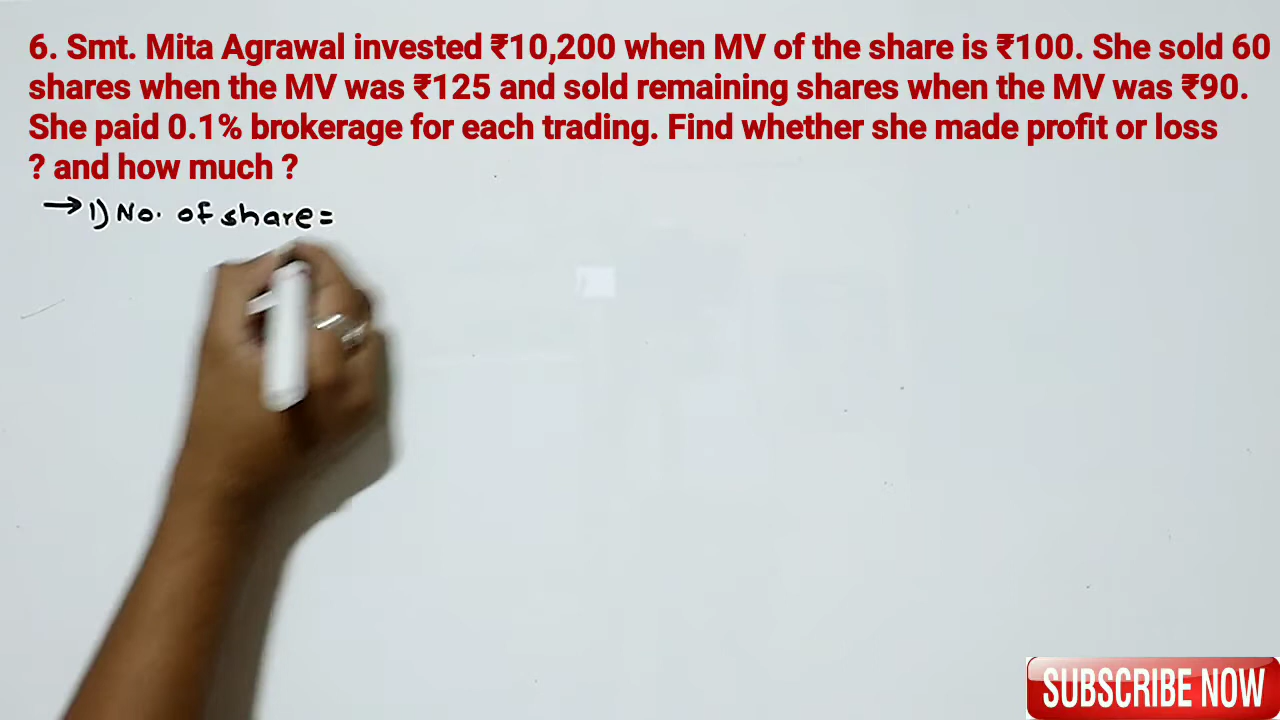 6. Smt. Mita Agrawal invested ₹10,200 when MV of the share is ₹100. She sold 60
shares when the MV was ₹125 and sold remaining shares when the MV was ₹90.
She paid 0.1% brokerage for each trading. Find whether she made profit or loss
? and how much ?
→ 1) No. of share=
SUBSCRIBE NOW